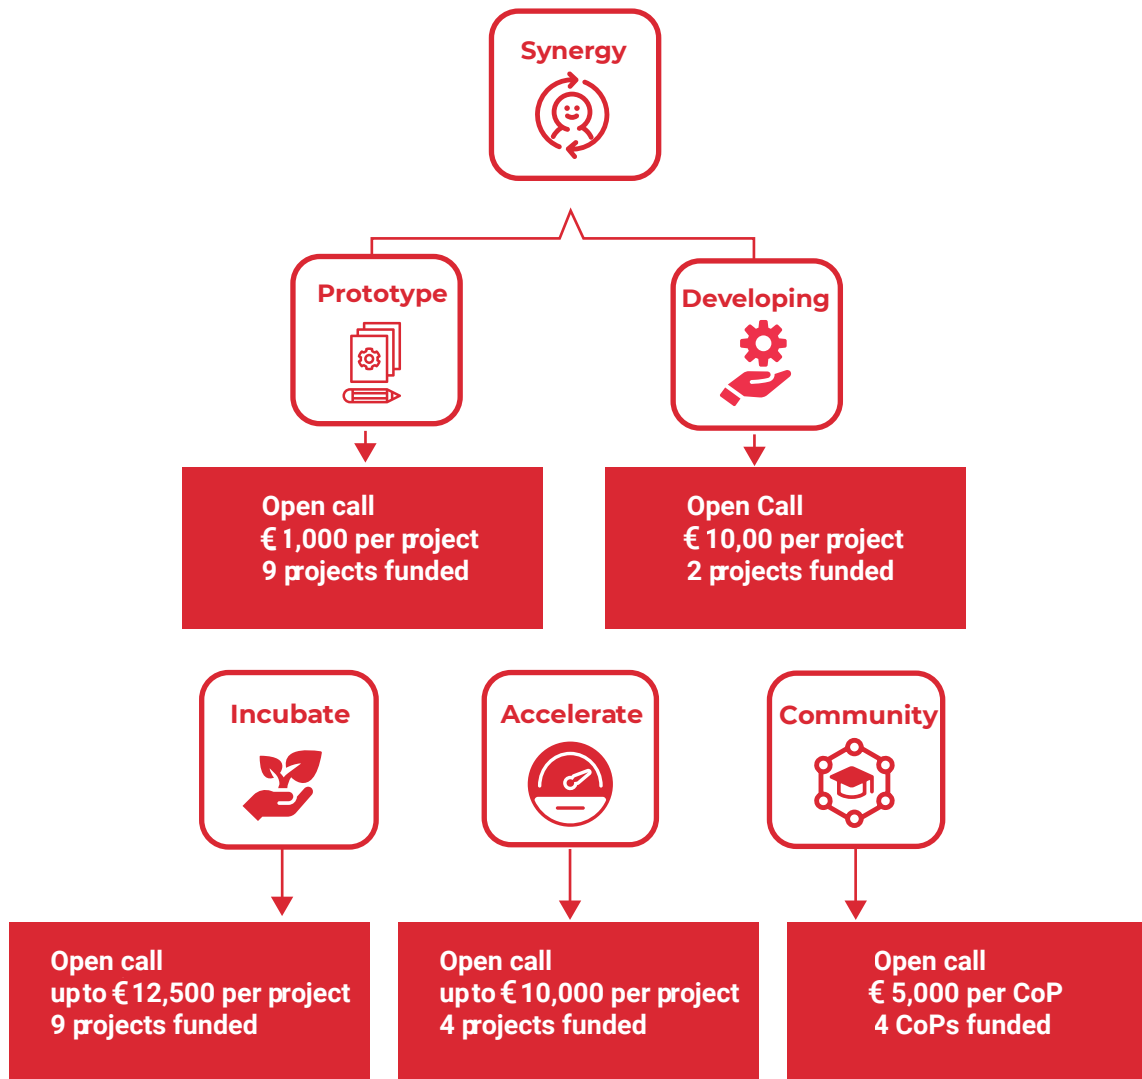 Synergy
Prototype
Developing
Open call
€ 1,000 per project
9 projects funded
Open Call
€ 10,00 per project
2 projects funded
Incubate
Accelerate
Community
Open call
up to € 12,500 per project
9 projects funded
Open call
up to € 10,000 per project
4 projects funded
Open call
€ 5,000 per CoP
4 CoPs funded